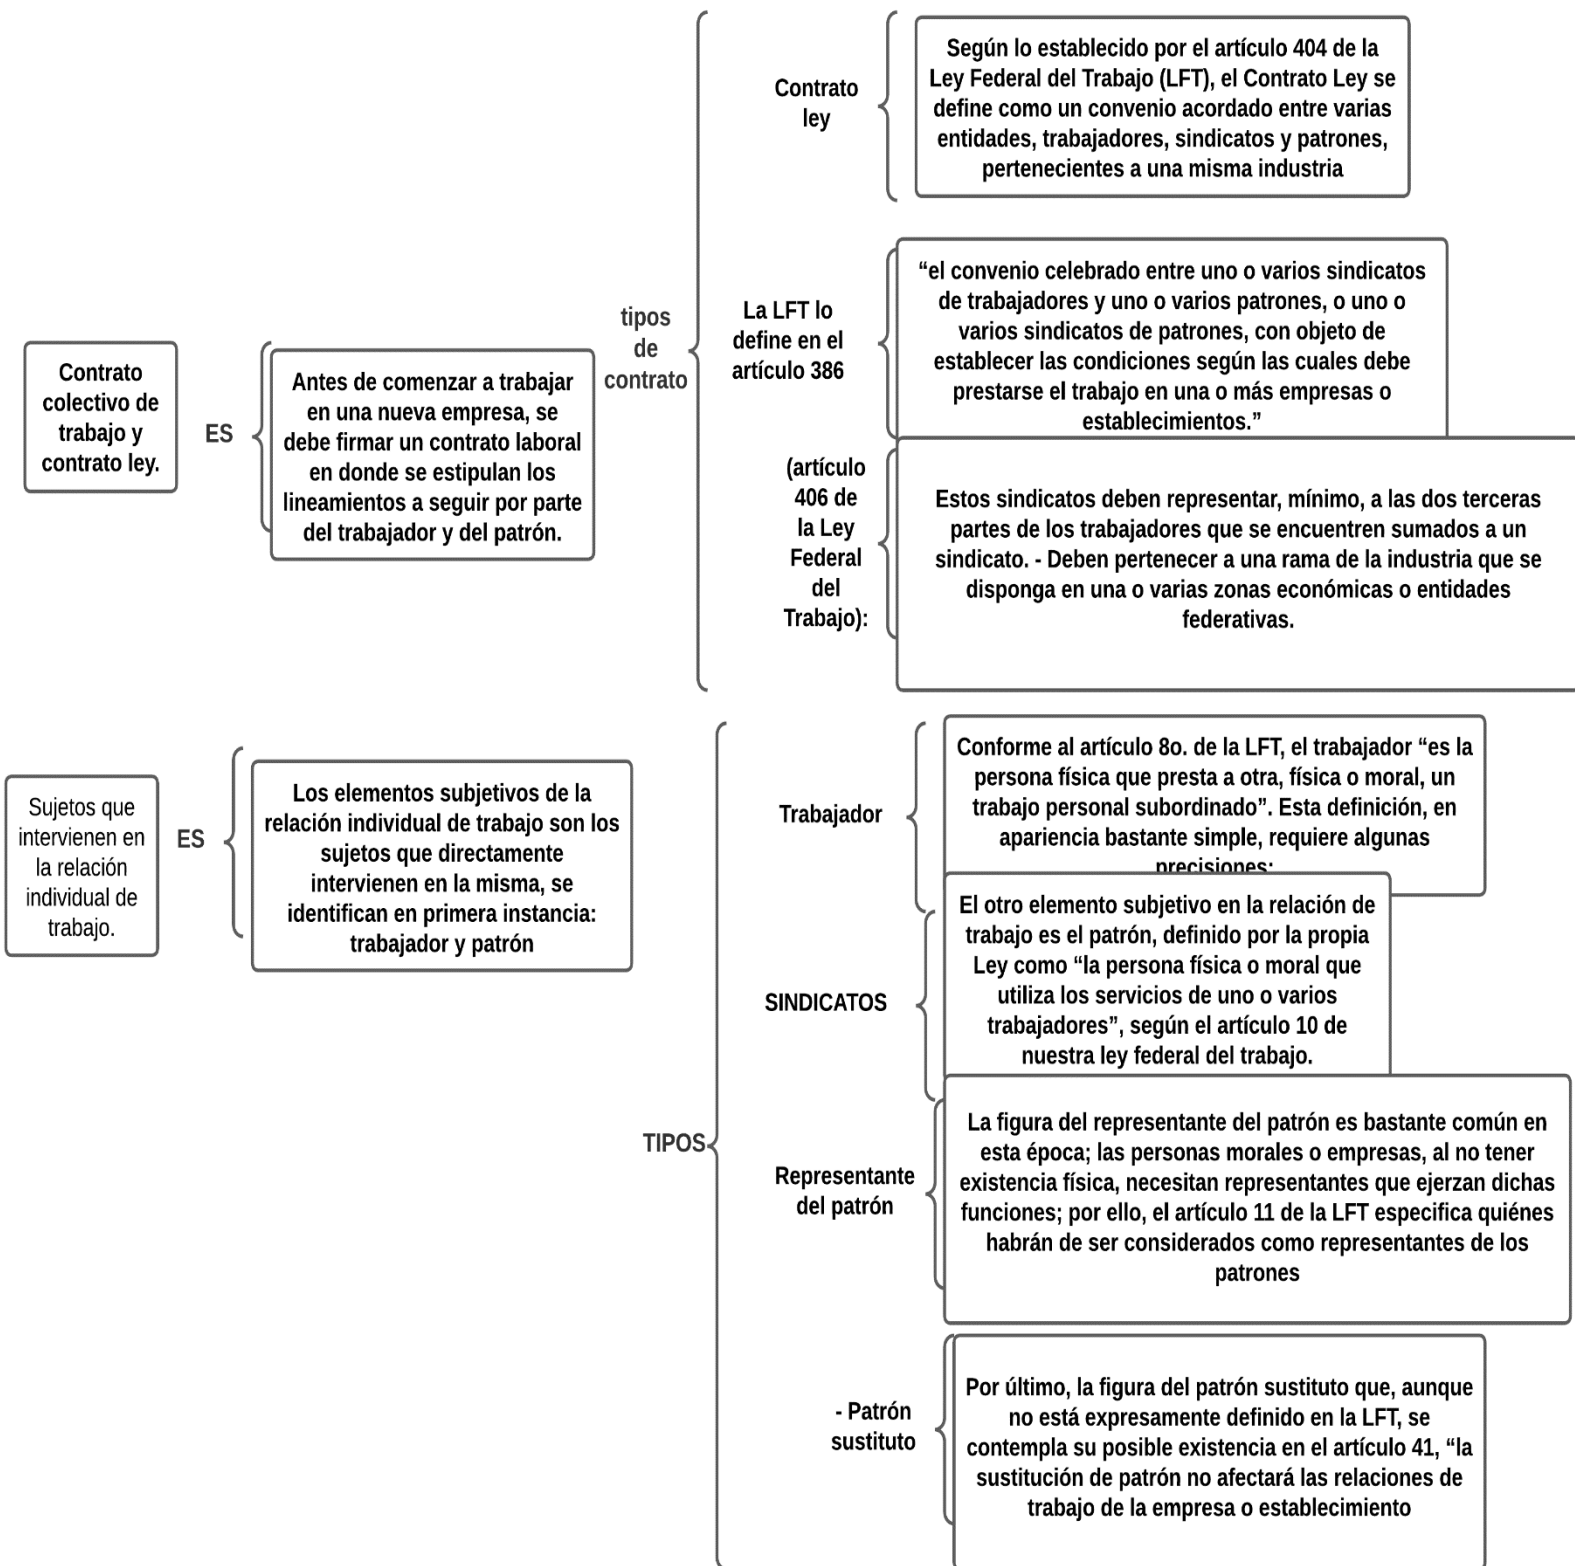 Contrato
colectivo de
trabajo y
contrato ley.
ES
Antes de comenzar a trabajar
en una nueva empresa, se
debe firmar un contrato laboral
en donde se estipulan los
lineamientos a seguir por parte
del trabajador y del patrón.
tipos
de
contrato
Contrato
ley
Según lo establecido por el artículo 404 de la
Ley Federal del Trabajo (LFT), el Contrato Ley se
define como un convenio acordado entre varias
entidades, trabajadores, sindicatos y patrones,
pertenecientes a una misma industria
La LFT lo
define en el
artículo 386
“el convenio celebrado entre uno o varios sindicatos
de trabajadores y uno o varios patrones, o uno o
varios sindicatos de patrones, con objeto de
establecer las condiciones según las cuales debe
prestarse el trabajo en una o más empresas o
establecimientos.”
(artículo
406 de
la Ley
Federal
del
Trabajo):
Estos sindicatos deben representar, mínimo, a las dos terceras
partes de los trabajadores que se encuentren sumados a un
sindicato. - Deben pertenecer a una rama de la industria que se
disponga en una o varias zonas económicas o entidades
federativas.
Sujetos que
intervienen en
la relación
individual de
trabajo.
ES
Los elementos subjetivos de la
relación individual de trabajo son los
sujetos que directamente
intervienen en la misma, se
identifican en primera instancia:
trabajador y patrón
TIPOS
Trabajador
Conforme al artículo 8o. de la LFT, el trabajador “es la
persona física que presta a otra, física o moral, un
trabajo personal subordinado”. Esta definición, en
apariencia bastante simple, requiere algunas
precisiones:
SINDICATOS
El otro elemento subjetivo en la relación de
trabajo es el patrón, definido por la propia
Ley como “la persona física o moral que
utiliza los servicios de uno o varios
trabajadores”, según el artículo 10 de
nuestra ley federal del trabajo.
Representante
del patrón
La figura del representante del patrón es bastante común en
esta época; las personas morales o empresas, al no tener
existencia física, necesitan representantes que ejerzan dichas
funciones; por ello, el artículo 11 de la LFT especifica quiénes
habrán de ser considerados como representantes de los
patrones
- Patrón
sustituto
Por último, la figura del patrón sustituto que, aunque
no está expresamente definido en la LFT, se
contempla su posible existencia en el artículo 41, “la
sustitución de patrón no afectará las relaciones de
trabajo de la empresa o establecimiento